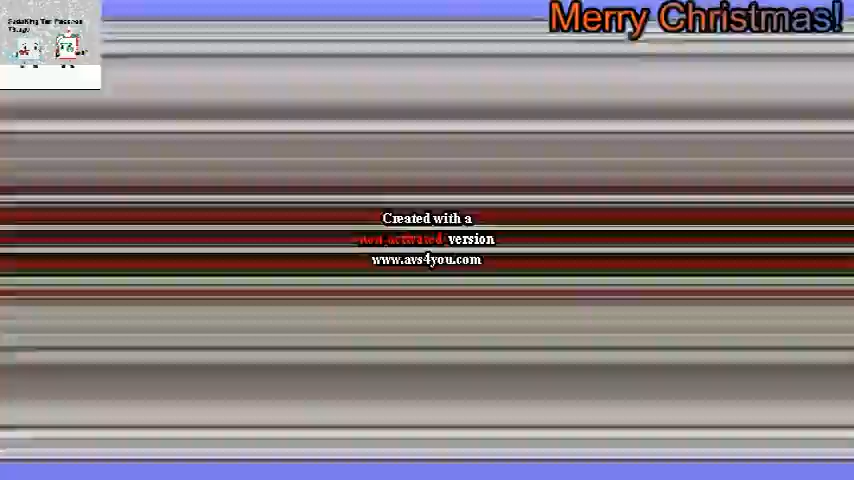 Merry Christmas!
Created with a
non activated version
www.avs4you.com